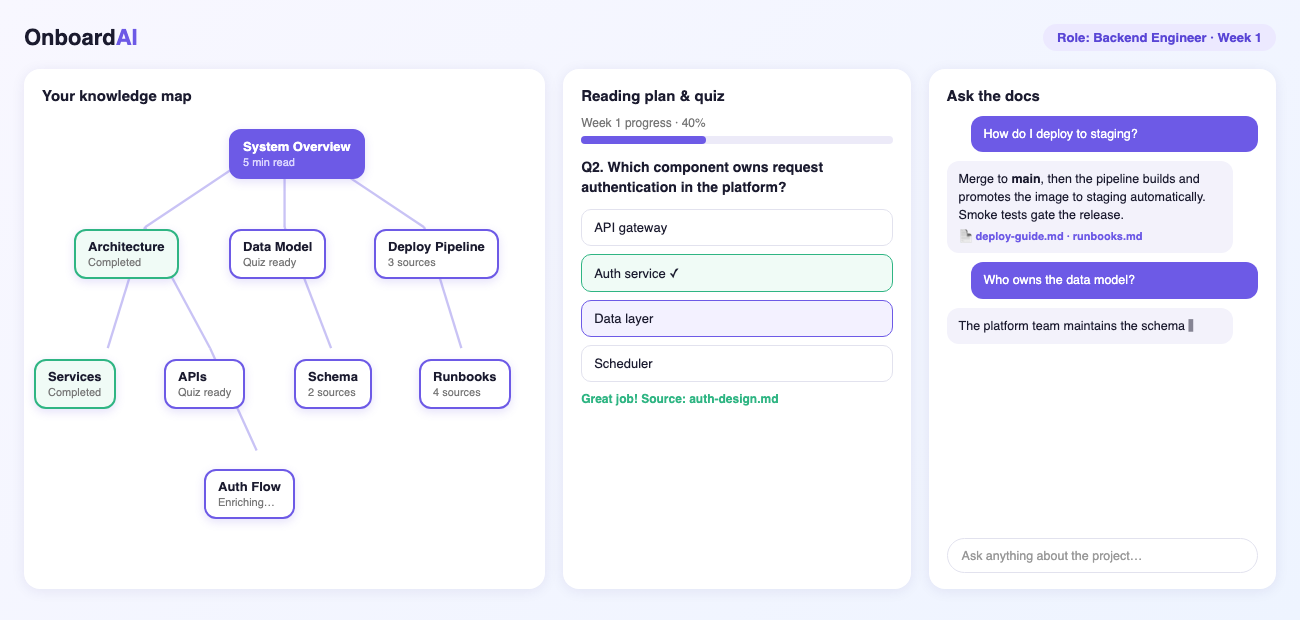 OnboardAI
Role: Backend Engineer · Week 1
Your knowledge map
System Overview
5 min read
Architecture
Completed
Data Model
Quiz ready
Deploy Pipeline
3 sources
Services
Completed
APIs
Quiz ready
Schema
2 sources
Runbooks
4 sources
Auth Flow
Enriching…
Reading plan & quiz
Week 1 progress · 40%
Q2. Which component owns request
authentication in the platform?
API gateway
Auth service ✓
Data layer
Scheduler
Great job! Source: auth-design.md
Ask the docs
How do I deploy to staging?
Merge to main, then the pipeline builds and
promotes the image to staging automatically.
Smoke tests gate the release.
deploy-guide.md · runbooks.md
Who owns the data model?
The platform team maintains the schema
Ask anything about the project…